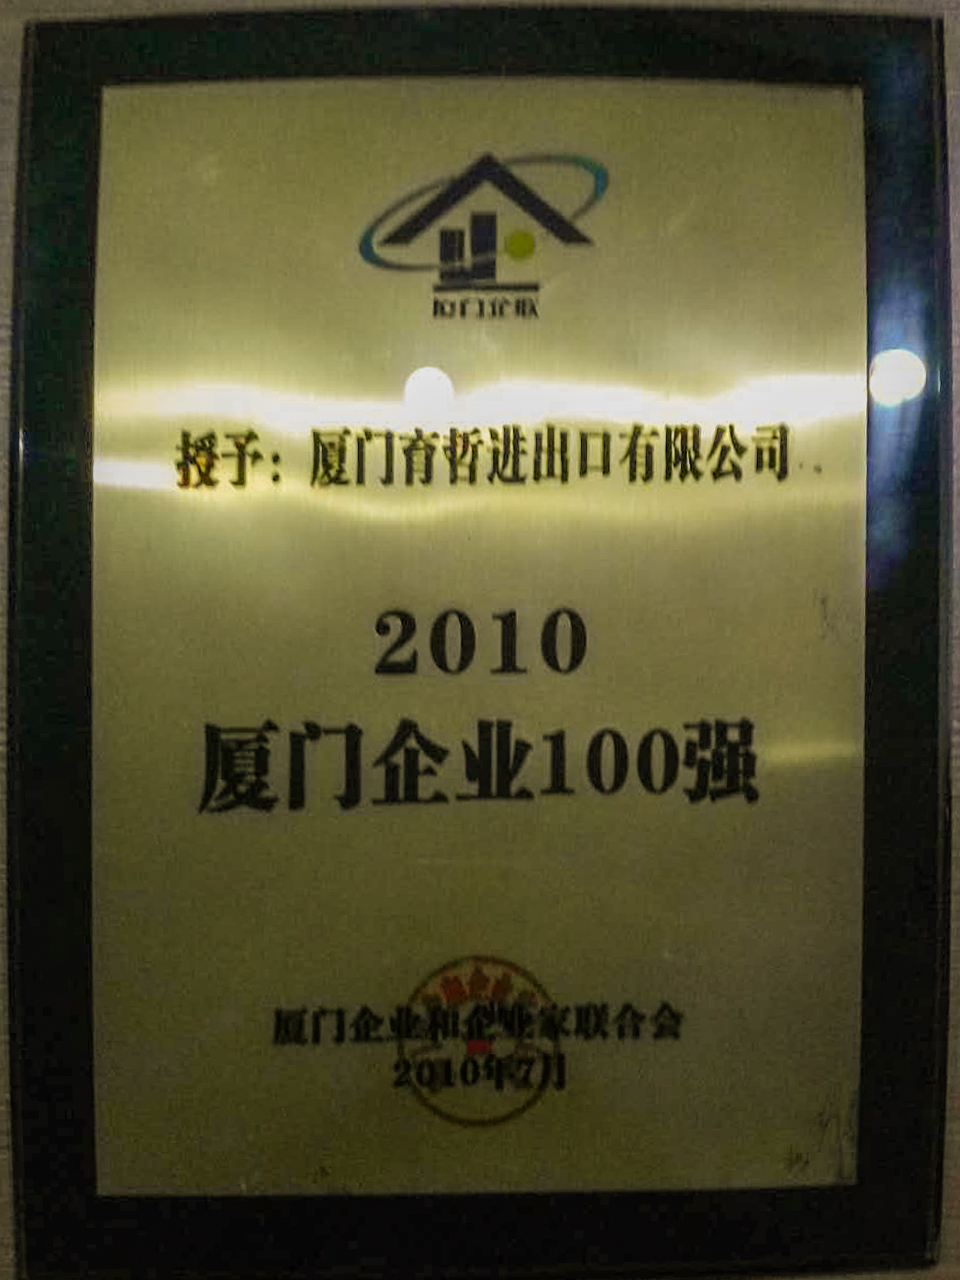 厦门企联
授予：厦门育哲进出口有限公司
2010
厦门企业100强
厦门企业和企业家联合会
2010年7月